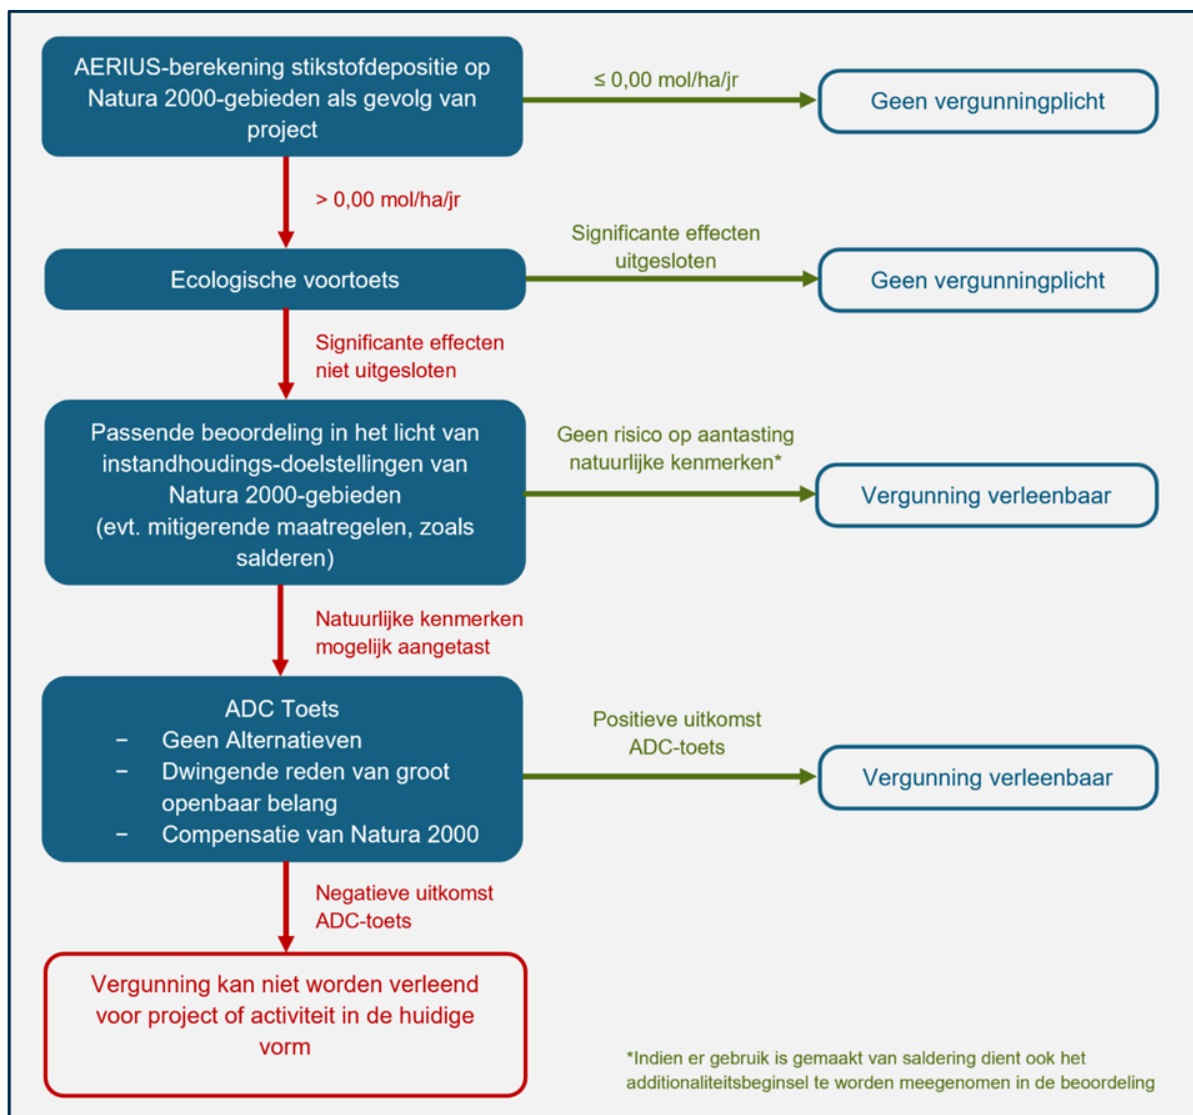 AERIUS-berekening stikstofdepositie op
Natura 2000-gebieden als gevolg van
project
≤ 0,00 mol/ha/jr
Geen vergunningplicht
> 0,00 mol/ha/jr
Ecologische voortoets
Significante effecten
uitgesloten
Geen vergunningplicht
Significante effecten
niet uitgesloten
Passende beoordeling in het licht van
instandhoudings-doelstellingen van
Natura 2000-gebieden
(evt. mitigerende maatregelen, zoals
salderen)
Geen risico op aantasting
natuurlijke kenmerken*
Vergunning verleenbaar
Natuurlijke kenmerken
mogelijk aangetast
ADC Toets
− Geen Alternatieven
− Dwingende reden van groot
openbaar belang
− Compensatie van Natura 2000
Positieve uitkomst
ADC-toets
Vergunning verleenbaar
Negatieve uitkomst
ADC-toets
Vergunning kan niet worden verleend
voor project of activiteit in de huidige
vorm
*Indien er gebruik is gemaakt van saldering dient ook het
additionaliteitsbeginsel te worden meegenomen in de beoordeling